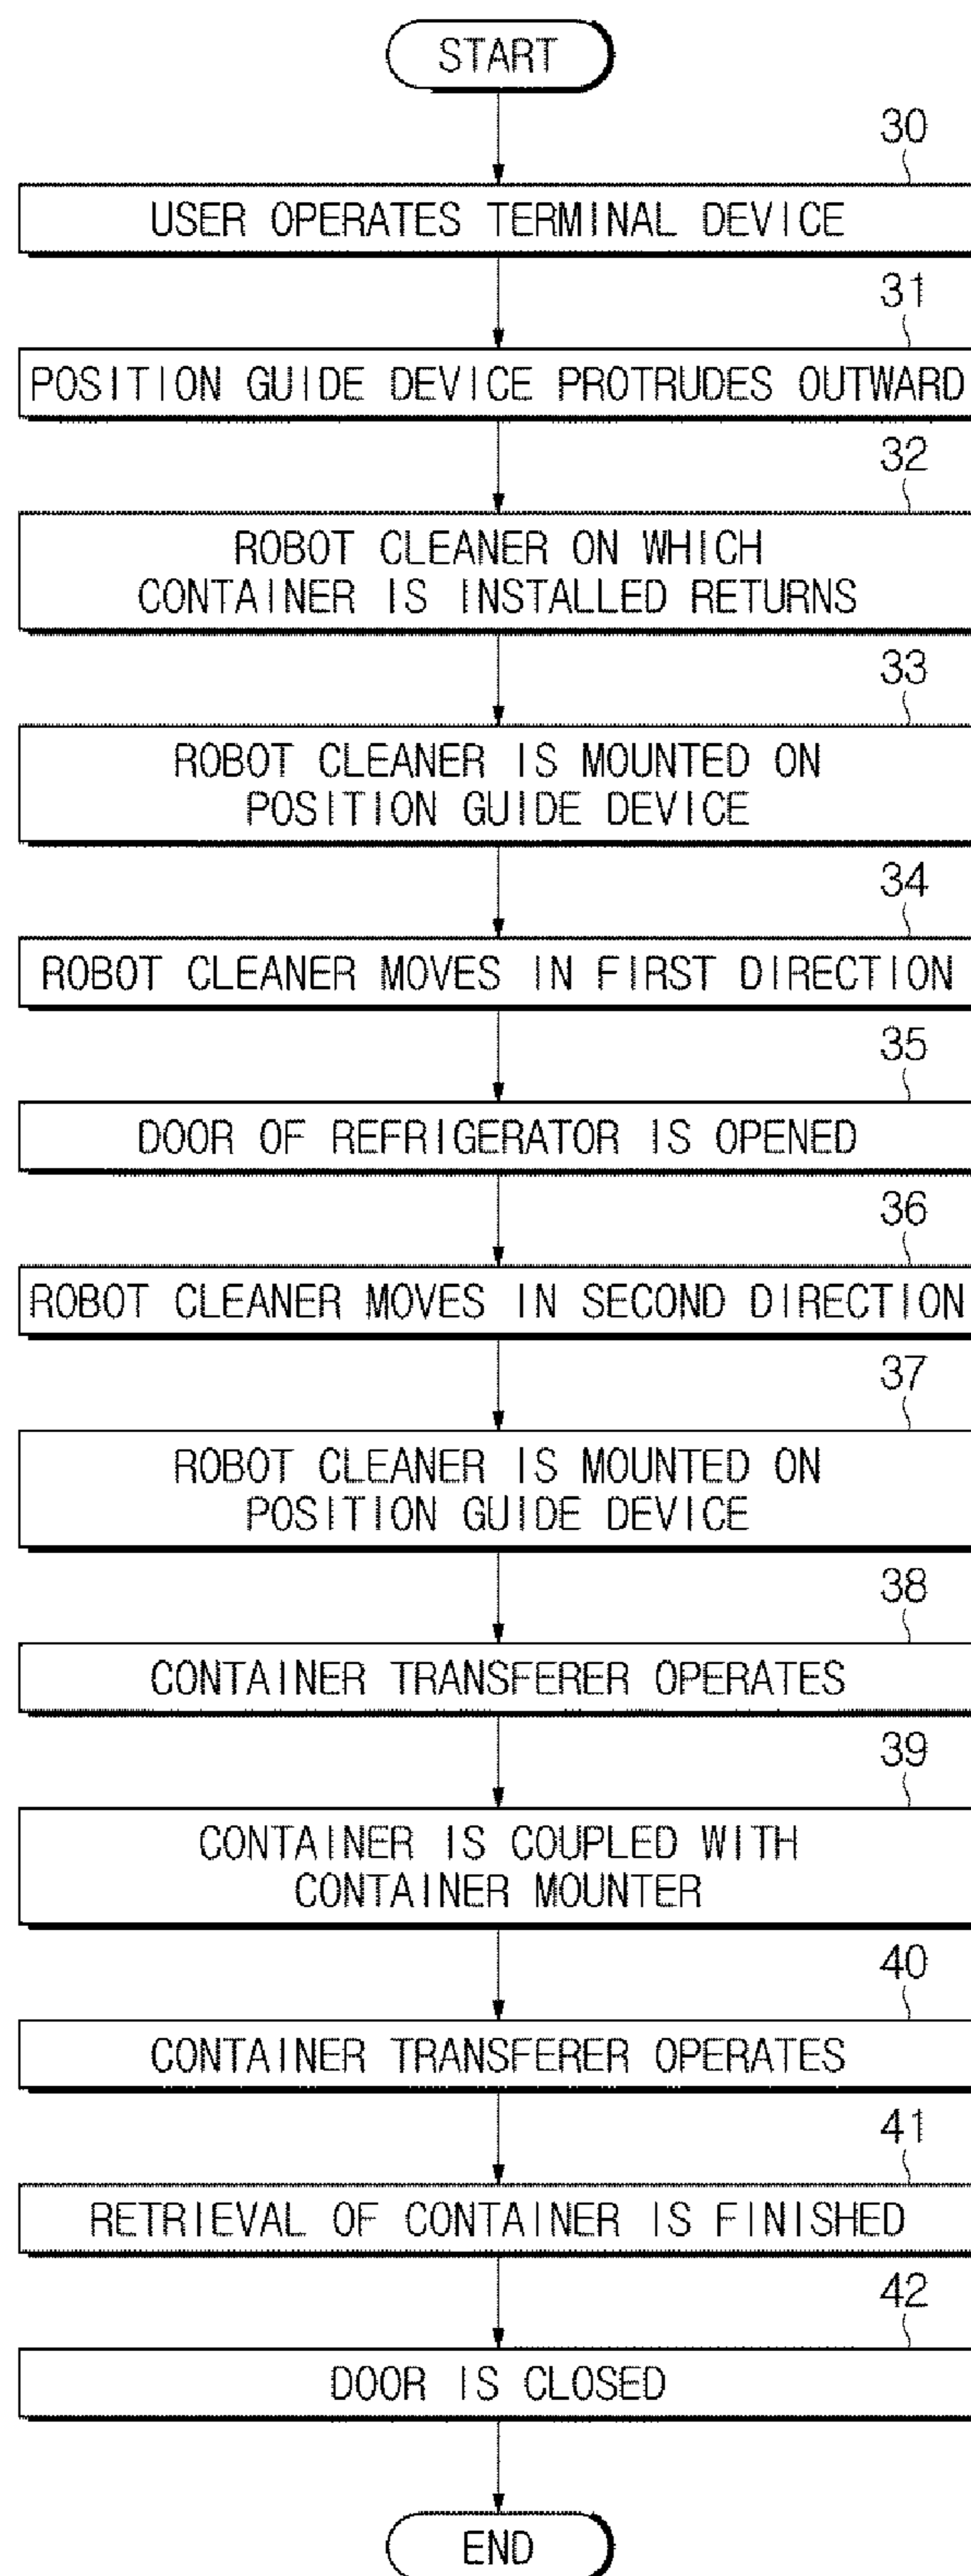 START
30
USER OPERATES TERMINAL DEVICE
31
POSITION GUIDE DEVICE PROTRUDES OUTWARD
32
ROBOT CLEANER ON WHICH
CONTAINER IS INSTALLED RETURNS
33
ROBOT CLEANER IS MOUNTED ON
POSITION GUIDE DEVICE
34
ROBOT CLEANER MOVES IN FIRST DIRECTION
35
DOOR OF REFRIGERATOR IS OPENED
36
ROBOT CLEANER MOVES IN SECOND DIRECTION
37
ROBOT CLEANER IS MOUNTED ON
POSITION GUIDE DEVICE
38
CONTAINER TRANSFERER OPERATES
39
CONTAINER IS COUPLED WITH
CONTAINER MOUNTER
40
CONTAINER TRANSFERER OPERATES
41
RETRIEVAL OF CONTAINER IS FINISHED
42
DOOR IS CLOSED
END